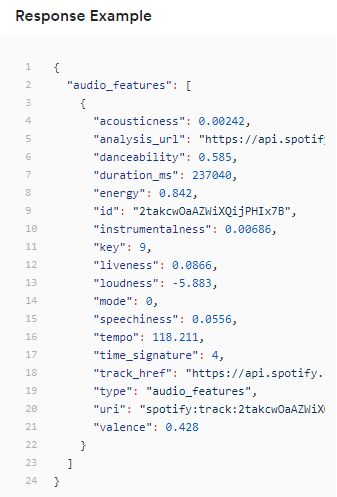 Response Example
1 {
2 "audio_features": [
3 {
4 "acousticness": 0.00242,
5 "analysis_url": "https://api.spotif
6 "danceability": 0.585,
7 "duration_ms": 237040,
8 "energy": 0.842,
9 "id": "2takcwOaAZWiXQijPHIx7B",
10 "instrumentalness": 0.00686,
11 "key": 9,
12 "liveness": 0.0866,
13 "loudness": -5.883,
14 "mode": 0,
15 "speechiness": 0.0556,
16 "tempo": 118.211,
17 "time_signature": 4,
18 "track_href": "https://api.spotify.
19 "type": "audio_features",
20 "uri": "spotify:track:2takcwOaAZWiX
21 "valence": 0.428
22 }
23 ]
24 }